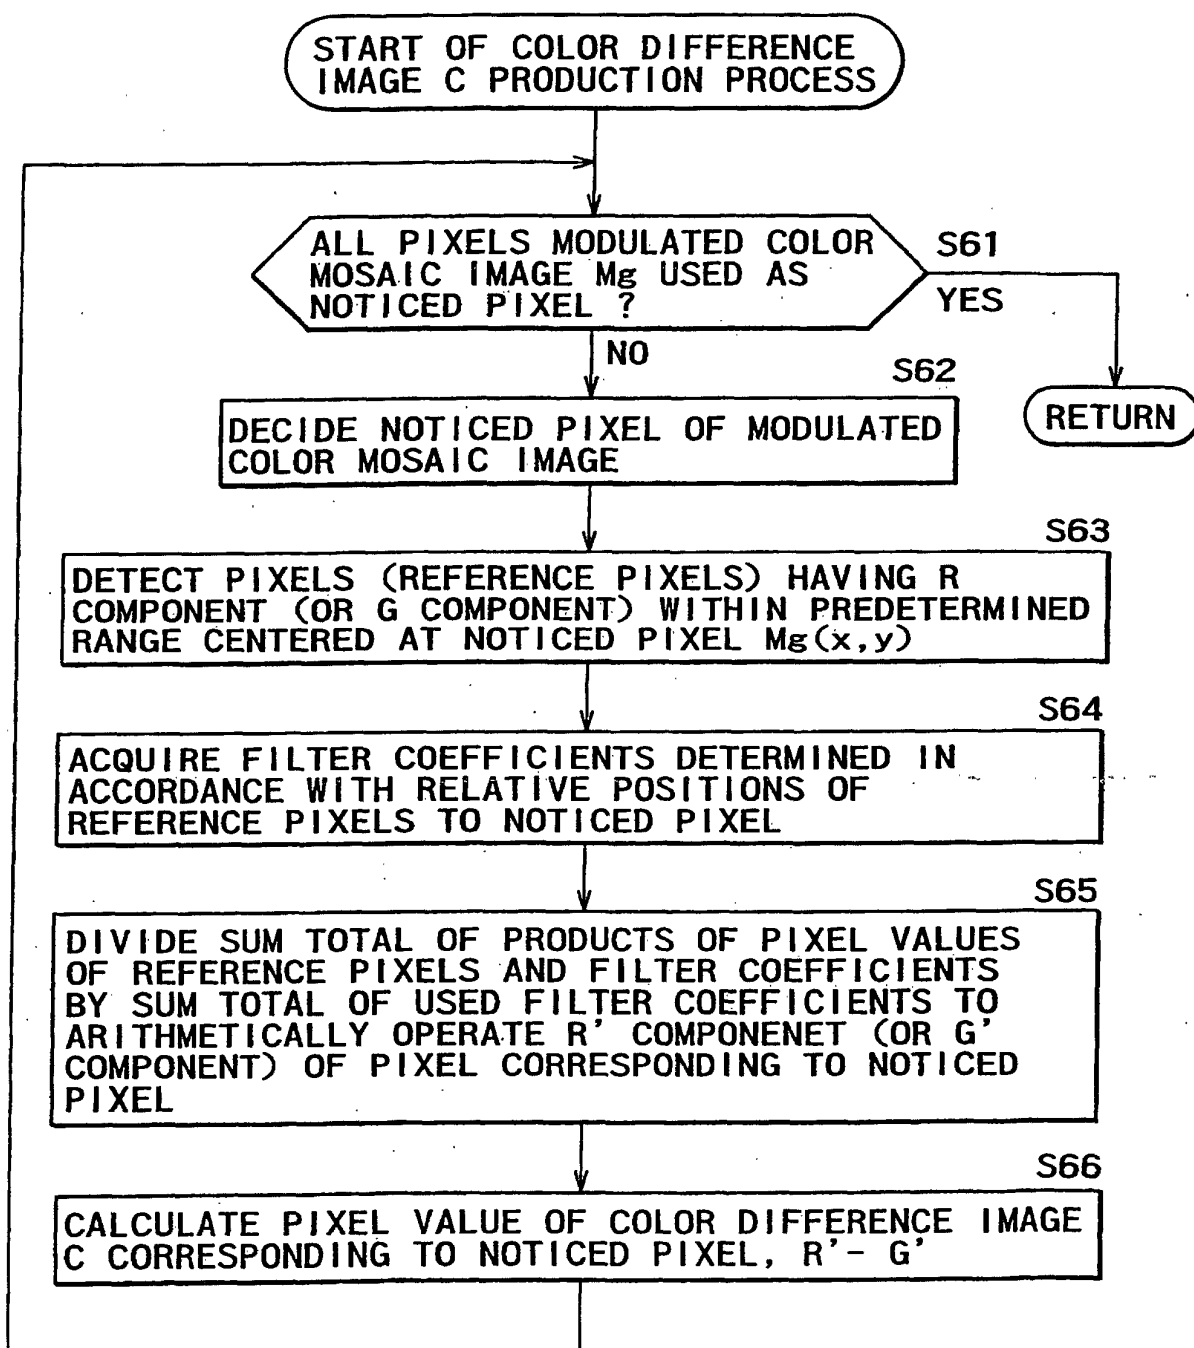 START OF COLOR DIFFERENCE
IMAGE C PRODUCTION PROCESS
ALL PIXELS MODULATED COLOR
MOSAIC IMAGE Mg USED AS
NOTICED PIXEL ?
S61
YES
NO
S62
RETURN
DECIDE NOTICED PIXEL OF MODULATED
COLOR MOSAIC IMAGE
S63
DETECT PIXELS (REFERENCE PIXELS) HAVING R
COMPONENT (OR G COMPONENT) WITHIN PREDETERMINED
RANGE CENTERED AT NOTICED PIXEL Mg(x,y)
S64
ACQUIRE FILTER COEFFICIENTS DETERMINED IN
ACCORDANCE WITH RELATIVE POSITIONS OF
REFERENCE PIXELS TO NOTICED PIXEL
S65
DIVIDE SUM TOTAL OF PRODUCTS OF PIXEL VALUES
OF REFERENCE PIXELS AND FILTER COEFFICIENTS
BY SUM TOTAL OF USED FILTER COEFFICIENTS TO
ARITHMETICALLY OPERATE R' COMPONENET (OR G'
COMPONENT) OF PIXEL CORRESPONDING TO NOTICED
PIXEL
S66
CALCULATE PIXEL VALUE OF COLOR DIFFERENCE IMAGE
C CORRESPONDING TO NOTICED PIXEL, R'- G'